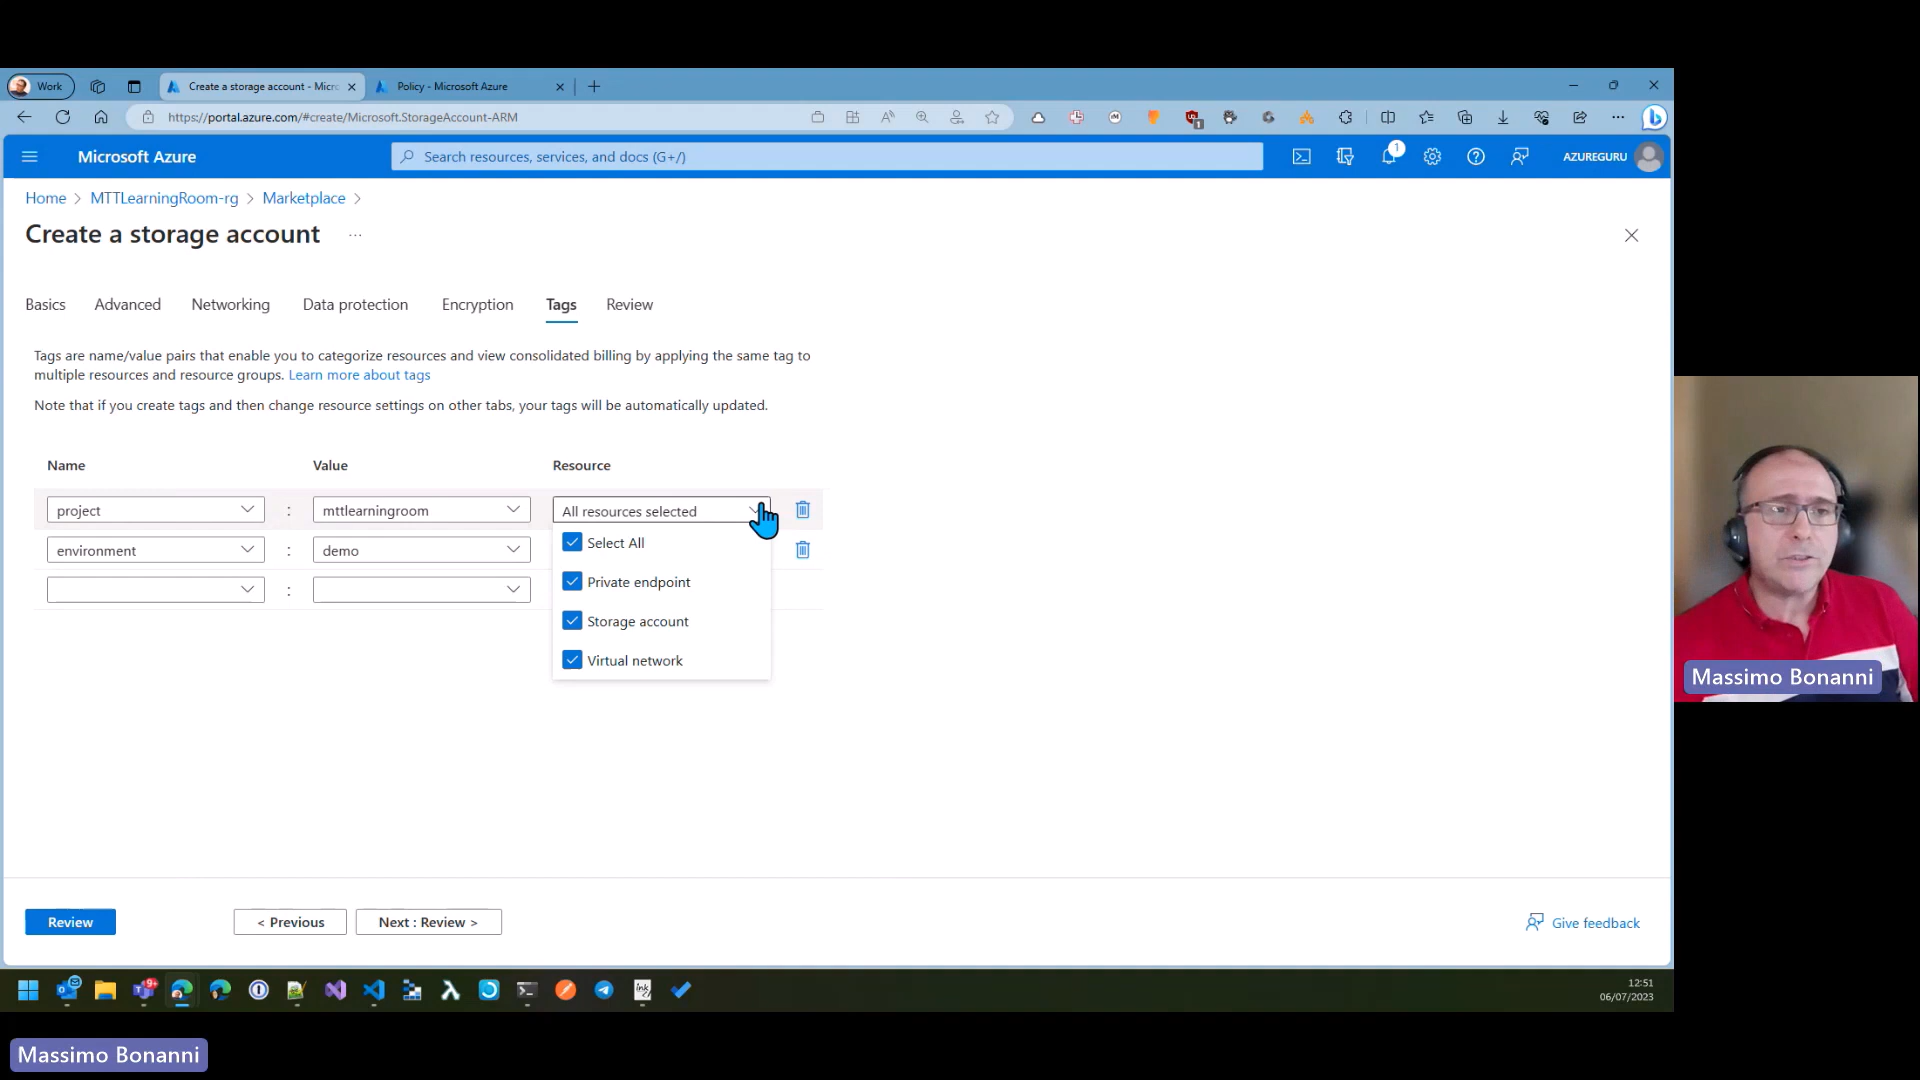 Work
Create a storage account - Micro
Policy - Microsoft Azure
https://portal.azure.com/#create/Microsoft.StorageAccount-ARM
Microsoft Azure
Search resources, services, and docs (G+/)
1
AZUREGURU
Home > MTTLearningRoom-rg > Marketplace >
Create a storage account ...
Basics Advanced Networking Data protection Encryption Tags Review
Tags are name/value pairs that enable you to categorize resources and view consolidated billing by applying the same tag to
multiple resources and resource groups. Learn more about tags
Note that if you create tags and then change resource settings on other tabs, your tags will be automatically updated.
Name Value Resource
project : mttlearningroom All resources selected
environment : demo
:
Select All
Private endpoint
Storage account
Virtual network
Massimo Bonanni
Review < Previous Next : Review > Give feedback
9+
12:51
06/07/2023
Massimo Bonanni